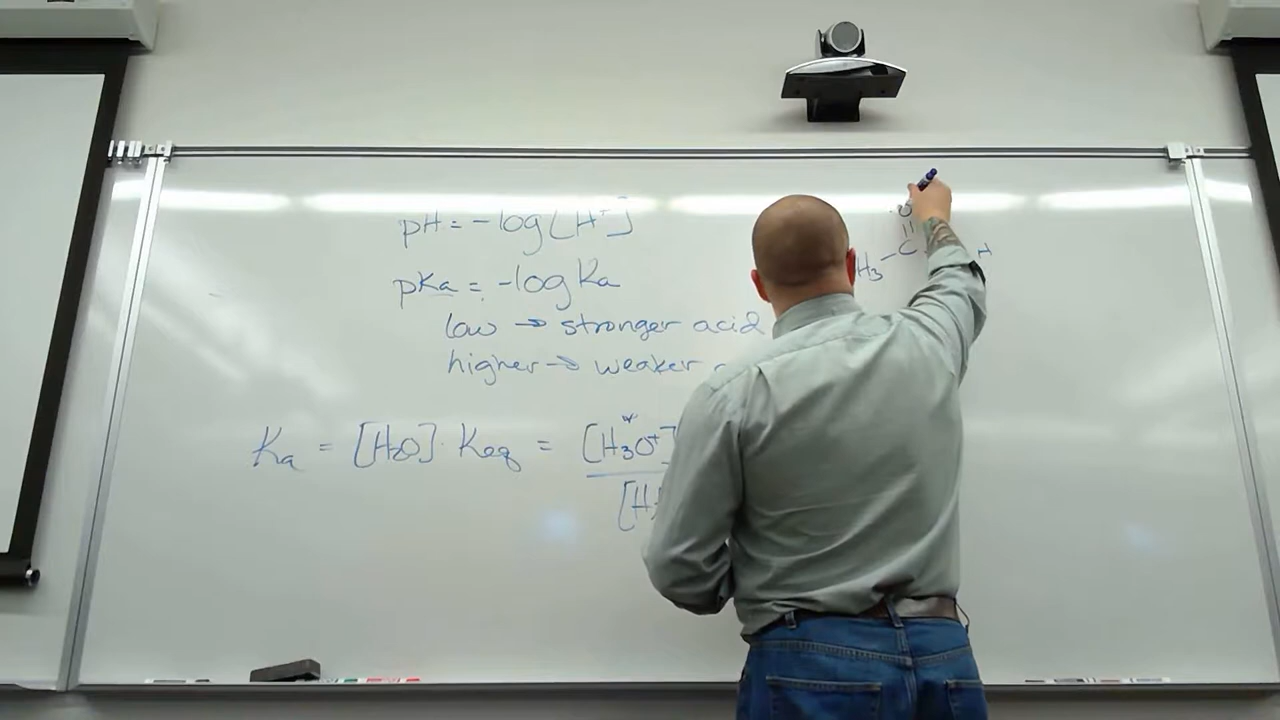 pH = -log[H+]
pKa = -log Ka
low → stronger acid
higher → weaker
Ka = [H2O] · Keq = [H3O+]
[H
O
||
H3 - C
H